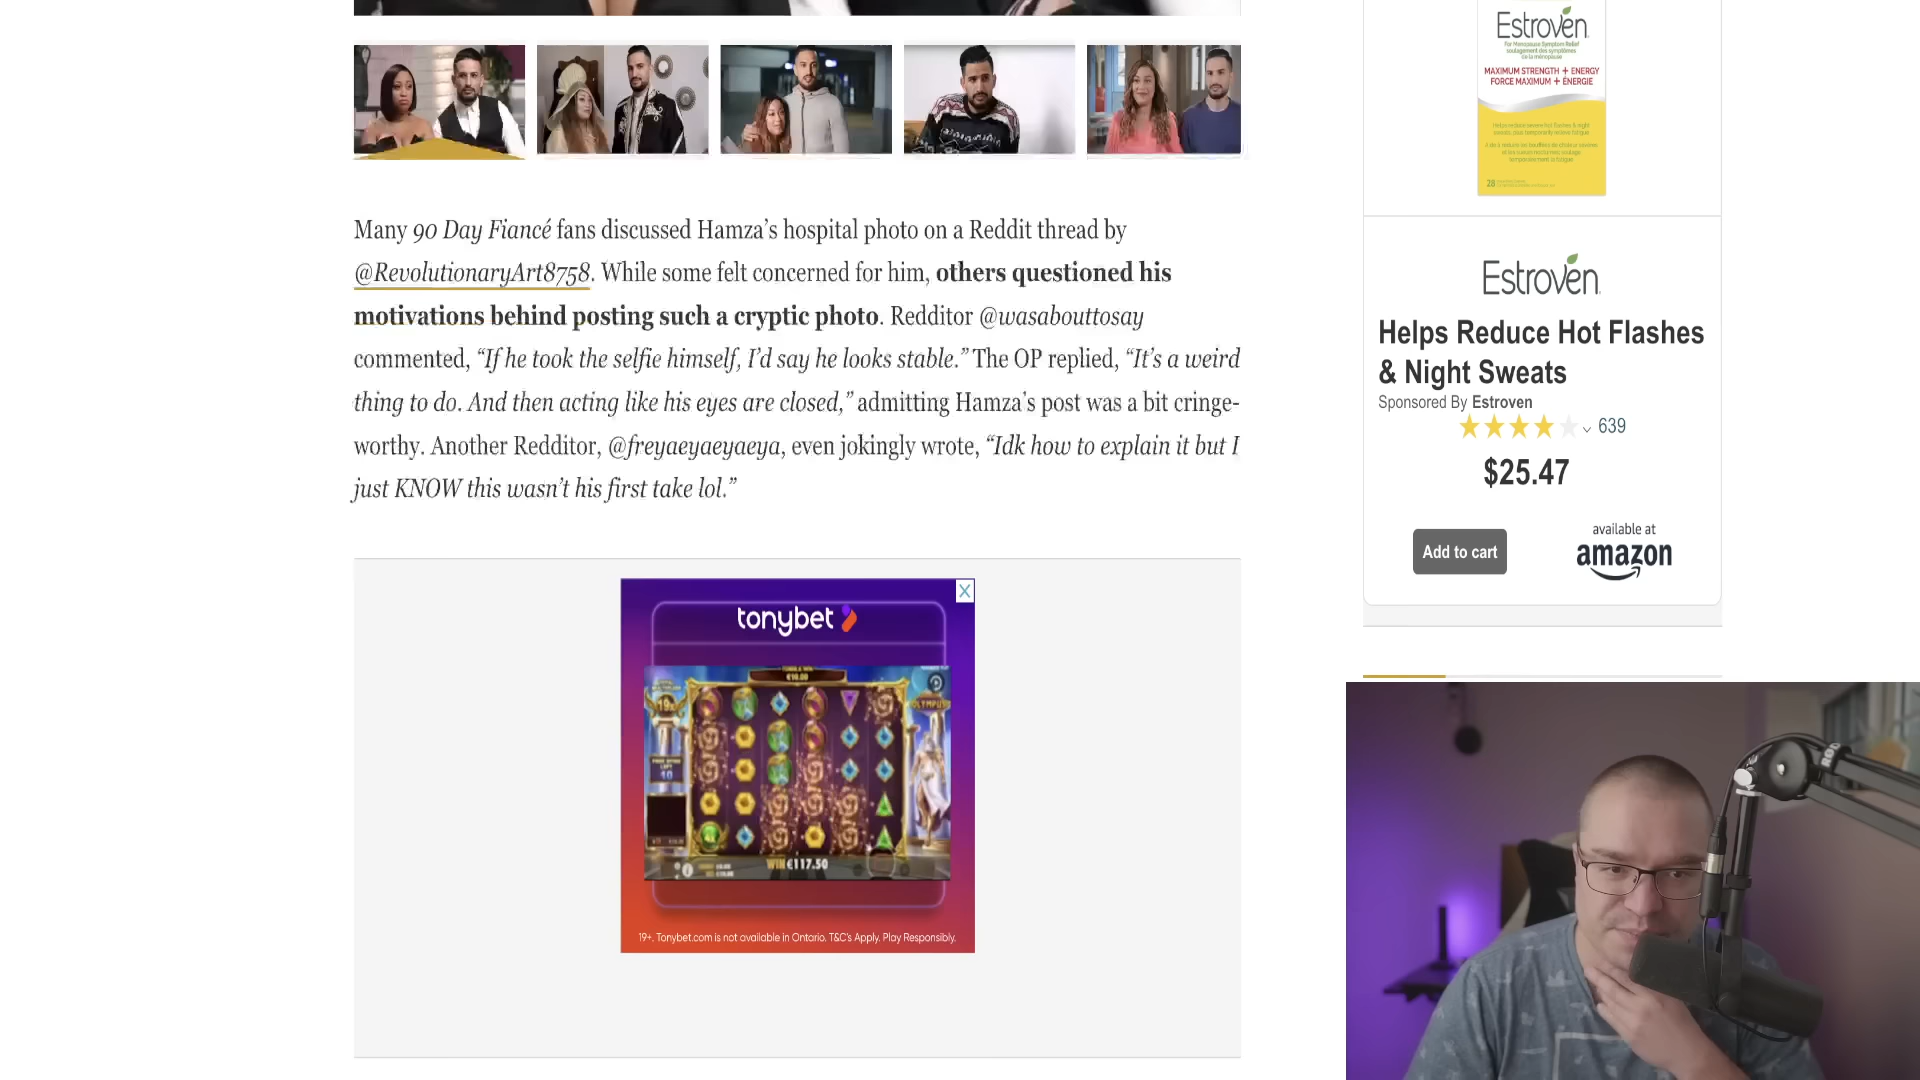 Estroven
For Menopause Symptom Relief
soulagement des symptômes
de la ménopause
MAXIMUM STRENGTH + ENERGY
FORCE MAXIMUM + ÉNERGIE
28
Many 90 Day Fiancé fans discussed Hamza’s hospital photo on a Reddit thread by
@RevolutionaryArt8758. While some felt concerned for him, others questioned his
motivations behind posting such a cryptic photo. Redditor @wasabouttosay
commented, “If he took the selfie himself, I’d say he looks stable.” The OP replied, “It’s a weird
thing to do. And then acting like his eyes are closed,” admitting Hamza’s post was a bit cringe-
worthy. Another Redditor, @freyaeyaeyaeya, even jokingly wrote, “Idk how to explain it but I
just KNOW this wasn’t his first take lol.”
Estroven
Helps Reduce Hot Flashes
& Night Sweats
Sponsored By Estroven
639
$25.47
Add to cart
available at
amazon
X
tonybet
€10.00
19x
OLYMPUS
10
WIN €117.50
19+. Tonybet.com is not available in Ontario. T&C's Apply. Play Responsibly.